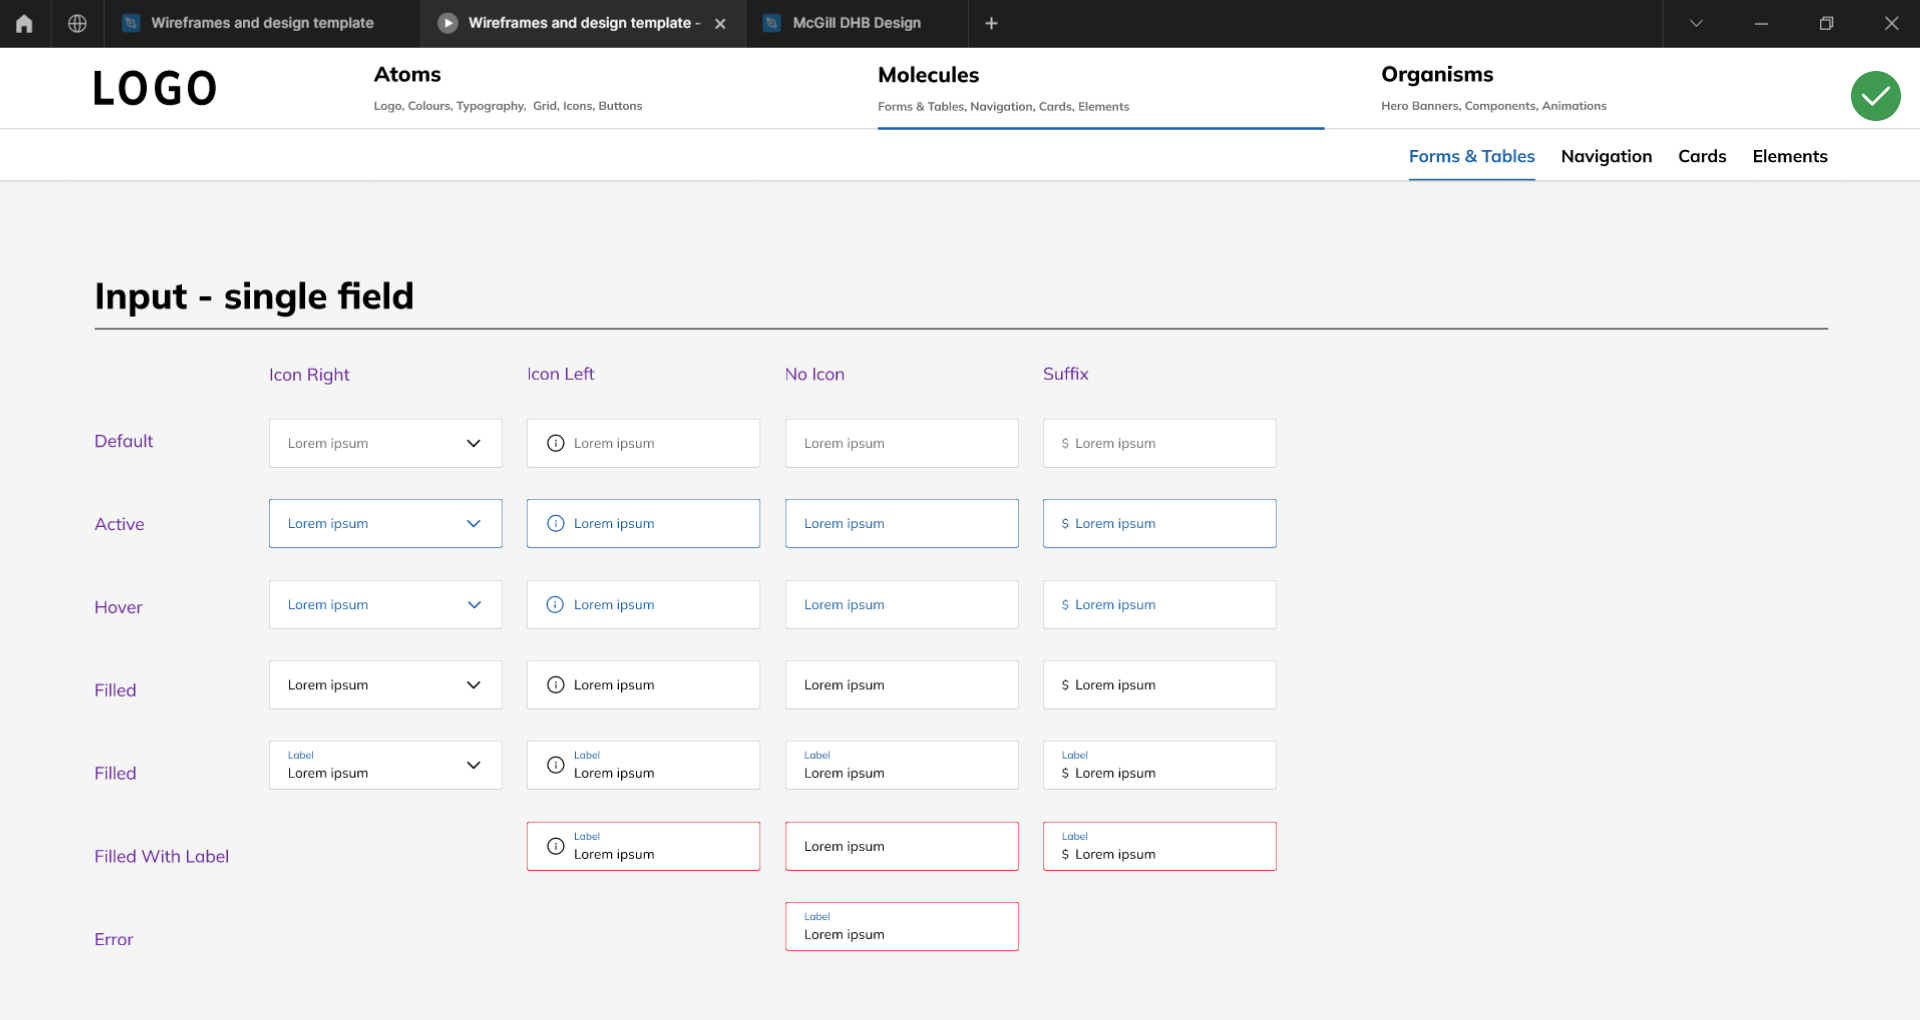 Wireframes and design template
Wireframes and design template -
McGill DHB Design
LOGO
Atoms
Logo, Colours, Typography, Grid, Icons, Buttons
Molecules
Forms & Tables, Navigation, Cards, Elements
Organisms
Hero Banners, Components, Animations
Forms & Tables Navigation Cards Elements
Input - single field
Icon Right Icon Left No Icon Suffix
Default Lorem ipsum Lorem ipsum Lorem ipsum $ Lorem ipsum
Active Lorem ipsum Lorem ipsum Lorem ipsum $ Lorem ipsum
Hover Lorem ipsum Lorem ipsum Lorem ipsum $ Lorem ipsum
Filled Lorem ipsum Lorem ipsum Lorem ipsum $ Lorem ipsum
Label Label Label Label
Filled Lorem ipsum Lorem ipsum Lorem ipsum $ Lorem ipsum
Label Label
Filled With Label Lorem ipsum Lorem ipsum $ Lorem ipsum
Label
Error Lorem ipsum